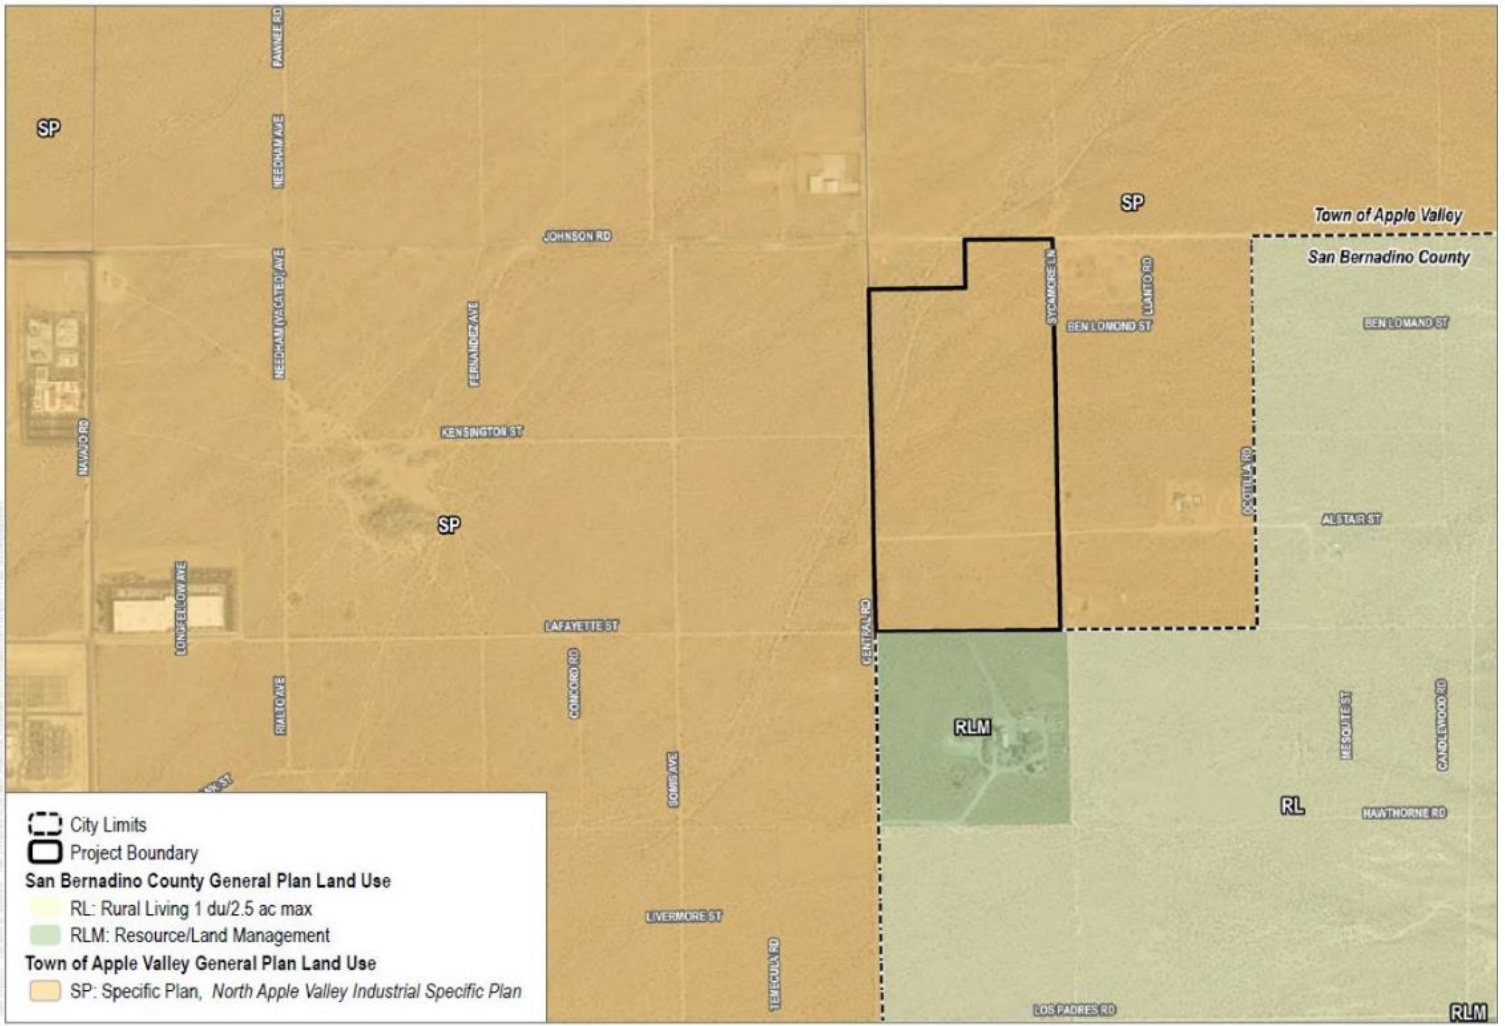 PAWNEE RD
SP
NEEDHAM AVE
SP
Town of Apple Valley
JOHNSON RD
San Bernadino County
NEEDHAM (VACATED) AVE
SYCAMORE LN
LLANTO RD
FERNANDEZ AVE
BEN LOMOND ST
BEN LOMAND ST
NAVAJO RD
KENSINGTON ST
OCOTILLA RD
SP
ALSTAIR ST
LONGFELLOW AVE
LAFAYETTE ST
CENTRAL RD
CONCORD RD
RIALTO AVE
RLM
MESQUITE ST
CANDLEWOOD RD
SOMIS AVE
RL
HAWTHORNE RD
City Limits
Project Boundary
San Bernadino County General Plan Land Use
RL: Rural Living 1 du/2.5 ac max
RLM: Resource/Land Management
LIVERMORE ST
Town of Apple Valley General Plan Land Use
SP: Specific Plan, North Apple Valley Industrial Specific Plan
TEMECULA RD
LOS PADRES RD
RLM